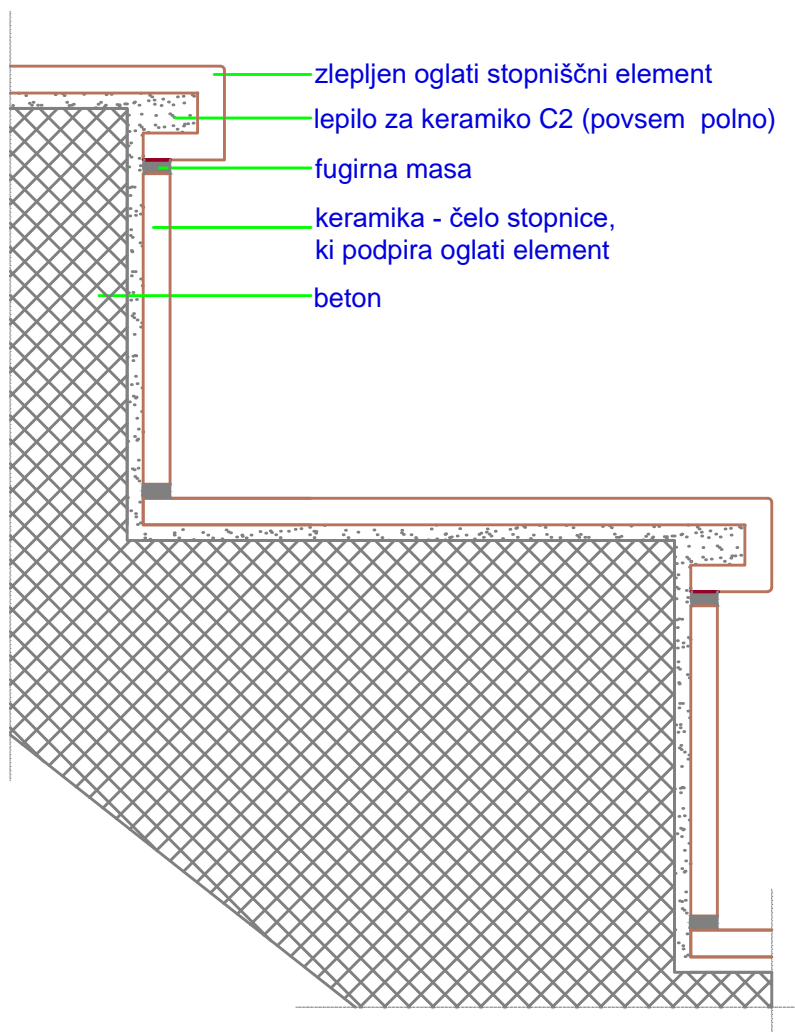 zlepljen oglati stopniščni element
lepilo za keramiko C2 (povsem polno)
fugirna masa
keramika - čelo stopnice,
ki podpira oglati element
beton